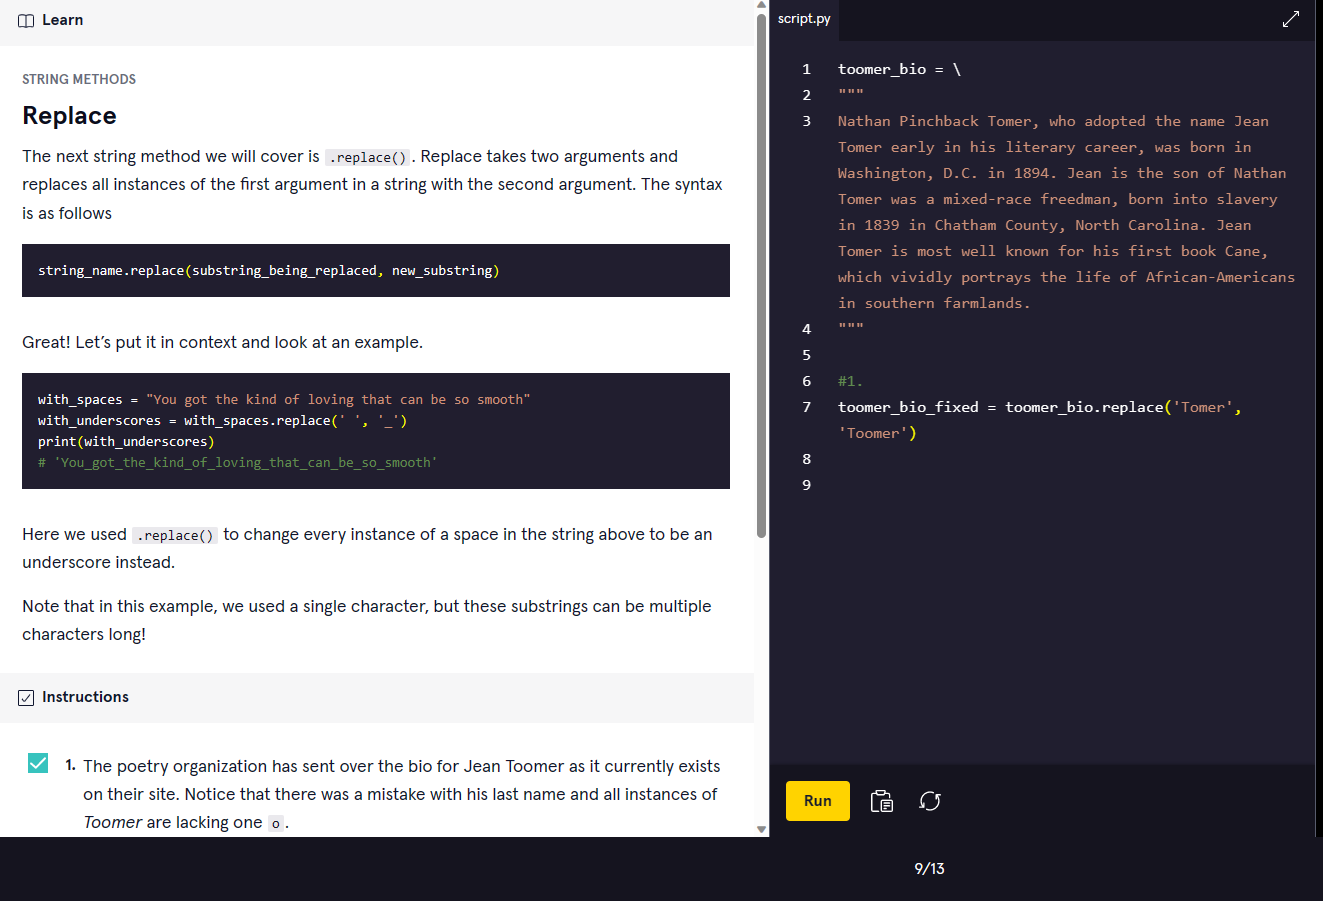 Learn
STRING METHODS
Replace
The next string method we will cover is .replace(). Replace takes two arguments and
replaces all instances of the first argument in a string with the second argument. The syntax
is as follows
string_name.replace(substring_being_replaced, new_substring)
Great! Let’s put it in context and look at an example.
with_spaces = "You got the kind of loving that can be so smooth"
with_underscores = with_spaces.replace(' ', '_')
print(with_underscores)
# 'You_got_the_kind_of_loving_that_can_be_so_smooth'
Here we used .replace() to change every instance of a space in the string above to be an
underscore instead.
Note that in this example, we used a single character, but these substrings can be multiple
characters long!
Instructions
1. The poetry organization has sent over the bio for Jean Toomer as it currently exists
on their site. Notice that there was a mistake with his last name and all instances of
Toomer are lacking one o.
script.py
1 toomer_bio = \
2 """
3 Nathan Pinchback Tomer, who adopted the name Jean
Tomer early in his literary career, was born in
Washington, D.C. in 1894. Jean is the son of Nathan
Tomer was a mixed-race freedman, born into slavery
in 1839 in Chatham County, North Carolina. Jean
Tomer is most well known for his first book Cane,
which vividly portrays the life of African-Americans
in southern farmlands.
4 """
5
6 #1.
7 toomer_bio_fixed = toomer_bio.replace('Tomer',
'Toomer')
8
9
Run
9/13